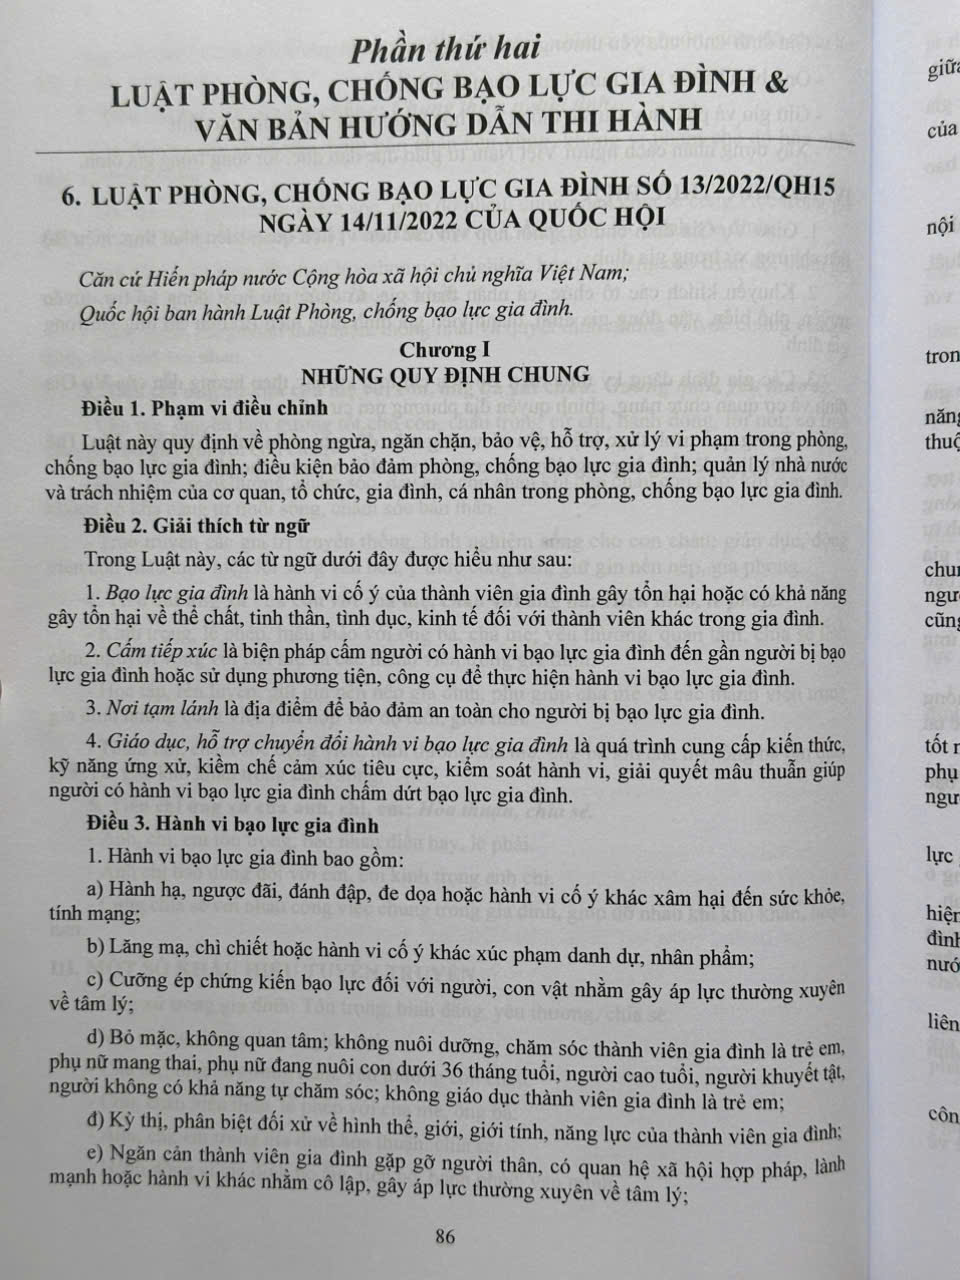 Phần thứ hai
LUẬT PHÒNG, CHỐNG BẠO LỰC GIA ĐÌNH &
VĂN BẢN HƯỚNG DẪN THI HÀNH
6. LUẬT PHÒNG, CHỐNG BẠO LỰC GIA ĐÌNH SỐ 13/2022/QH15
NGÀY 14/11/2022 CỦA QUỐC HỘI
Căn cứ Hiến pháp nước Cộng hòa xã hội chủ nghĩa Việt Nam;
Quốc hội ban hành Luật Phòng, chống bạo lực gia đình.
Chương I
NHỮNG QUY ĐỊNH CHUNG
Điều 1. Phạm vi điều chỉnh
Luật này quy định về phòng ngừa, ngăn chặn, bảo vệ, hỗ trợ, xử lý vi phạm trong phòng,
chống bạo lực gia đình; điều kiện bảo đảm phòng, chống bạo lực gia đình; quản lý nhà nước
và trách nhiệm của cơ quan, tổ chức, gia đình, cá nhân trong phòng, chống bạo lực gia đình.
Điều 2. Giải thích từ ngữ
Trong Luật này, các từ ngữ dưới đây được hiểu như sau:
1. Bạo lực gia đình là hành vi cố ý của thành viên gia đình gây tổn hại hoặc có khả năng
gây tổn hại về thể chất, tinh thần, tình dục, kinh tế đối với thành viên khác trong gia đình.
2. Cấm tiếp xúc là biện pháp cấm người có hành vi bạo lực gia đình đến gần người bị bạo
lực gia đình hoặc sử dụng phương tiện, công cụ để thực hiện hành vi bạo lực gia đình.
3. Nơi tạm lánh là địa điểm để bảo đảm an toàn cho người bị bạo lực gia đình.
4. Giáo dục, hỗ trợ chuyển đổi hành vi bạo lực gia đình là quá trình cung cấp kiến thức,
kỹ năng ứng xử, kiềm chế cảm xúc tiêu cực, kiểm soát hành vi, giải quyết mâu thuẫn giúp
người có hành vi bạo lực gia đình chấm dứt bạo lực gia đình.
Điều 3. Hành vi bạo lực gia đình
1. Hành vi bạo lực gia đình bao gồm:
a) Hành hạ, ngược đãi, đánh đập, đe dọa hoặc hành vi cố ý khác xâm hại đến sức khỏe,
tính mạng;
b) Lăng mạ, chì chiết hoặc hành vi cố ý khác xúc phạm danh dự, nhân phẩm;
c) Cưỡng ép chứng kiến bạo lực đối với người, con vật nhằm gây áp lực thường xuyên
về tâm lý;
d) Bỏ mặc, không quan tâm; không nuôi dưỡng, chăm sóc thành viên gia đình là trẻ em,
phụ nữ mang thai, phụ nữ đang nuôi con dưới 36 tháng tuổi, người cao tuổi, người khuyết tật,
người không có khả năng tự chăm sóc; không giáo dục thành viên gia đình là trẻ em;
đ) Kỳ thị, phân biệt đối xử về hình thể, giới, giới tính, năng lực của thành viên gia đình;
e) Ngăn cản thành viên gia đình gặp gỡ người thân, có quan hệ xã hội hợp pháp, lành
mạnh hoặc hành vi khác nhằm cô lập, gây áp lực thường xuyên về tâm lý;
86
giữa
của
nội
tron
năng
thuộ
chun
ngươ
cũng
tốt n
phụ
ngư
lực
hiện
đình
nướ
liên
côn